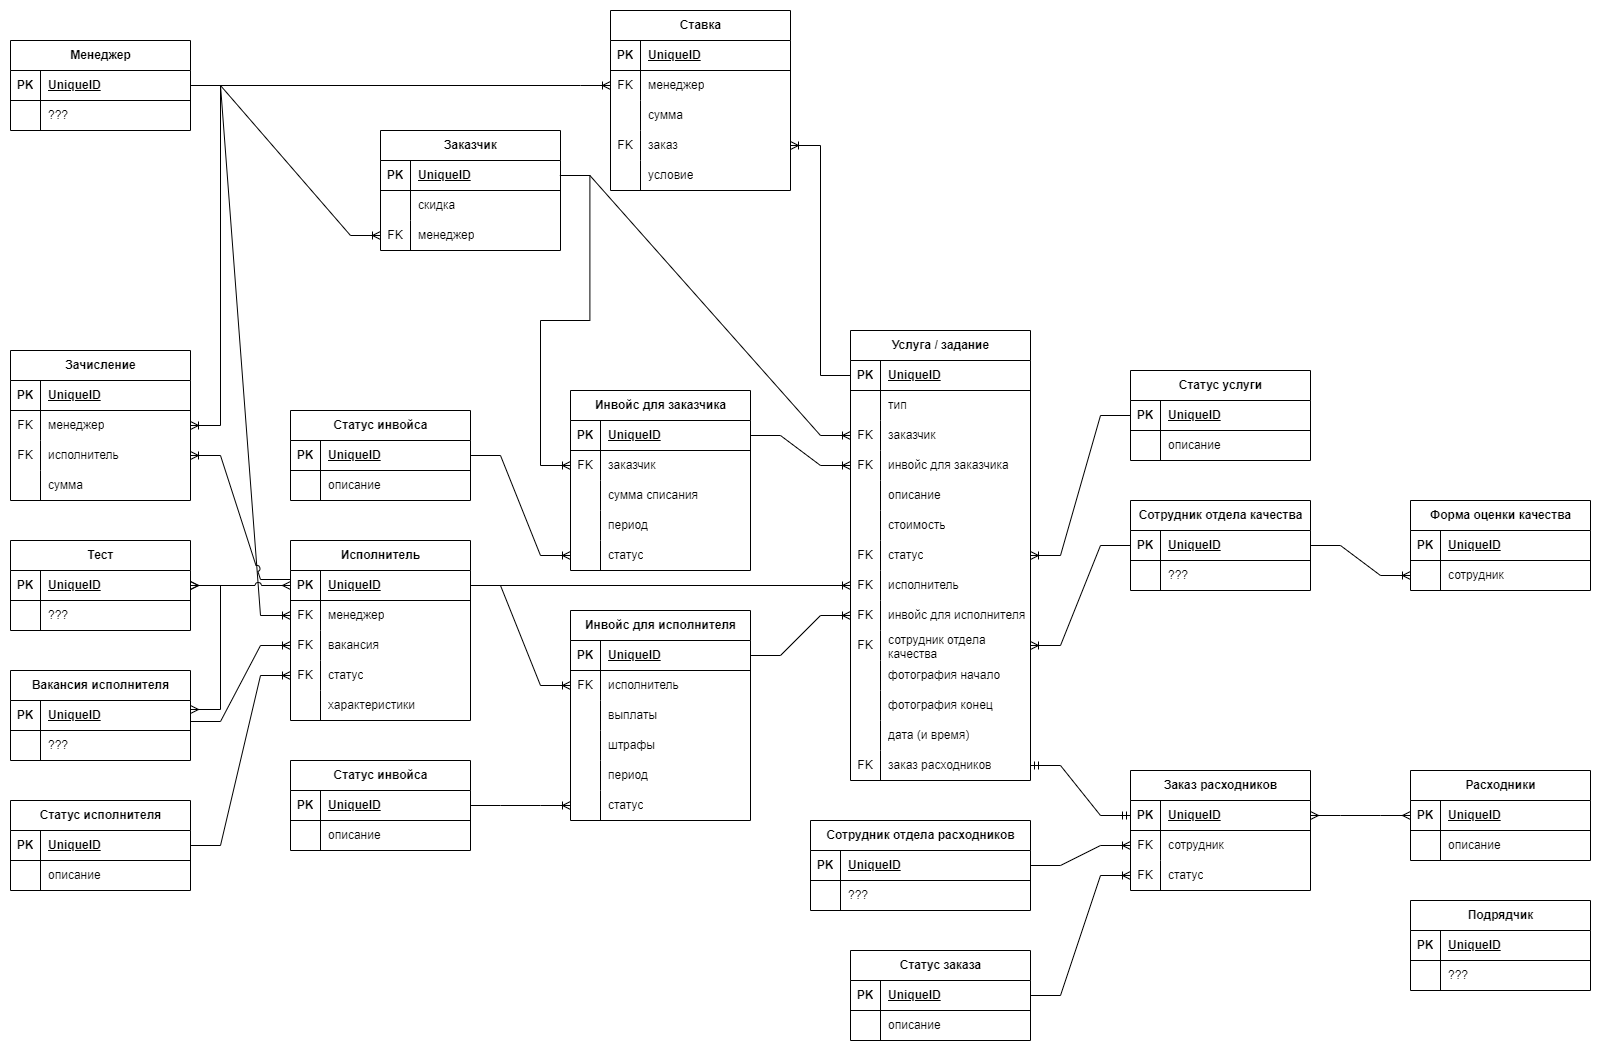 Ставка
PK UniqueID
FK менеджер
сумма
FK заказ
условие
Менеджер
PK UniqueID
???
Заказчик
PK UniqueID
скидка
FK менеджер
Услуга / задание
PK UniqueID
тип
FK заказчик
FK инвойс для заказчика
описание
стоимость
FK статус
FK исполнитель
FK инвойс для исполнителя
FK сотрудник отдела
качества
фотография начало
фотография конец
дата (и время)
FK заказ расходников
Зачисление
PK UniqueID
FK менеджер
FK исполнитель
сумма
Статус инвойса
PK UniqueID
описание
Инвойс для заказчика
PK UniqueID
FK заказчик
сумма списания
период
FK статус
Статус услуги
PK UniqueID
описание
Сотрудник отдела качества
PK UniqueID
???
Форма оценки качества
PK UniqueID
FK сотрудник
Тест
PK UniqueID
???
Исполнитель
PK UniqueID
FK менеджер
FK вакансия
FK статус
характеристики
Инвойс для исполнителя
PK UniqueID
FK исполнитель
выплаты
штрафы
период
FK статус
Вакансия исполнителя
PK UniqueID
???
Статус инвойса
PK UniqueID
описание
Статус исполнителя
PK UniqueID
описание
Заказ расходников
PK UniqueID
FK сотрудник
FK статус
Расходники
PK UniqueID
описание
Сотрудник отдела расходников
PK UniqueID
???
Подрядчик
PK UniqueID
???
Статус заказа
PK UniqueID
описание